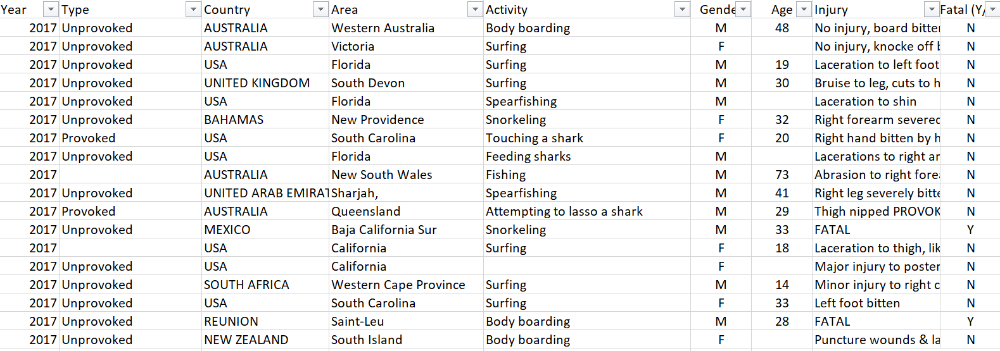 Year Type Country Area Activity Gende Age Injury Fatal (Y/
2017 Unprovoked AUSTRALIA Western Australia Body boarding M 48 No injury, board bitter N
2017 Unprovoked AUSTRALIA Victoria Surfing F No injury, knocke off b N
2017 Unprovoked USA Florida Surfing M 19 Laceration to left foot N
2017 Unprovoked UNITED KINGDOM South Devon Surfing M 30 Bruise to leg, cuts to h N
2017 Unprovoked USA Florida Spearfishing M Laceration to shin N
2017 Unprovoked BAHAMAS New Providence Snorkeling F 32 Right forearm severed N
2017 Provoked USA South Carolina Touching a shark F 20 Right hand bitten by h N
2017 Unprovoked USA Florida Feeding sharks M Lacerations to right ar N
2017 AUSTRALIA New South Wales Fishing M 73 Abrasion to right fore N
2017 Unprovoked UNITED ARAB EMIRAT Sharjah, Spearfishing M 41 Right leg severely bitte N
2017 Provoked AUSTRALIA Queensland Attempting to lasso a shark M 29 Thigh nipped PROVOK N
2017 Unprovoked MEXICO Baja California Sur Snorkeling M 33 FATAL Y
2017 USA California Surfing F 18 Laceration to thigh, lik N
2017 Unprovoked USA California F Major injury to poster N
2017 Unprovoked SOUTH AFRICA Western Cape Province Surfing M 14 Minor injury to right c N
2017 Unprovoked USA South Carolina Surfing F 33 Left foot bitten N
2017 Unprovoked REUNION Saint-Leu Body boarding M 28 FATAL Y
2017 Unprovoked NEW ZEALAND South Island Body boarding F Puncture wounds & la N